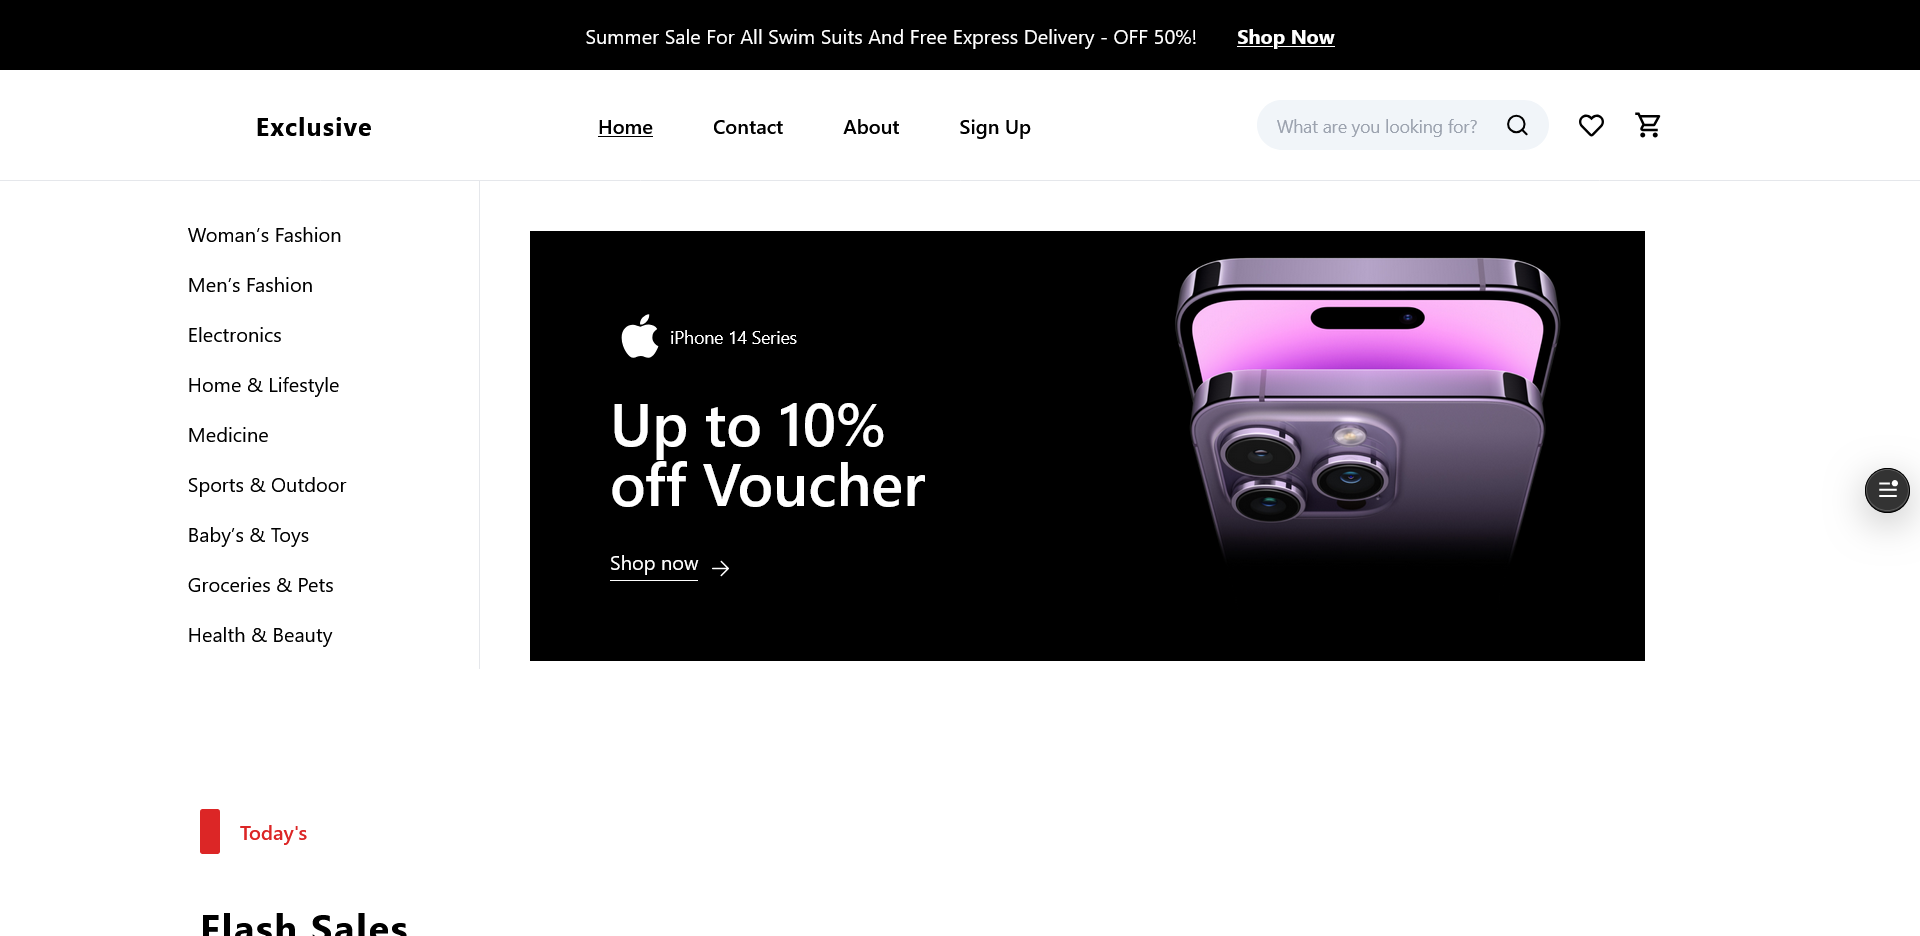 Summer Sale For All Swim Suits And Free Express Delivery - OFF 50%! Shop Now
Exclusive Home Contact About Sign Up What are you looking for?
Woman’s Fashion
Men’s Fashion
Electronics
Home & Lifestyle
Medicine
Sports & Outdoor
Baby’s & Toys
Groceries & Pets
Health & Beauty
iPhone 14 Series
Up to 10%
off Voucher
Shop now
Today's
Flash Sales